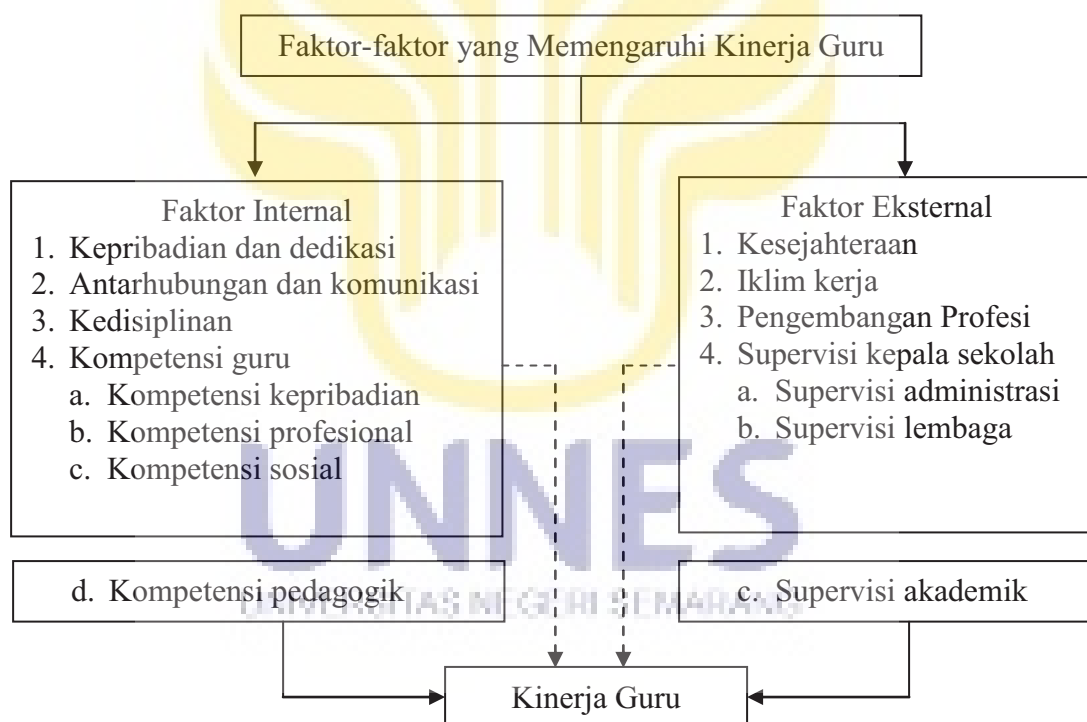 Faktor-faktor yang Memengaruhi Kinerja Guru
Faktor Internal
1. Kepribadian dan dedikasi
2. Antarhubungan dan komunikasi
3. Kedisiplinan
4. Kompetensi guru
a. Kompetensi kepribadian
b. Kompetensi profesional
c. Kompetensi sosial
d. Kompetensi pedagogik
Faktor Eksternal
1. Kesejahteraan
2. Iklim kerja
3. Pengembangan Profesi
4. Supervisi kepala sekolah
a. Supervisi administrasi
b. Supervisi lembaga
c. Supervisi akademik
UNNES
UNIVERSITAS NEGERI SEMARANG
Kinerja Guru